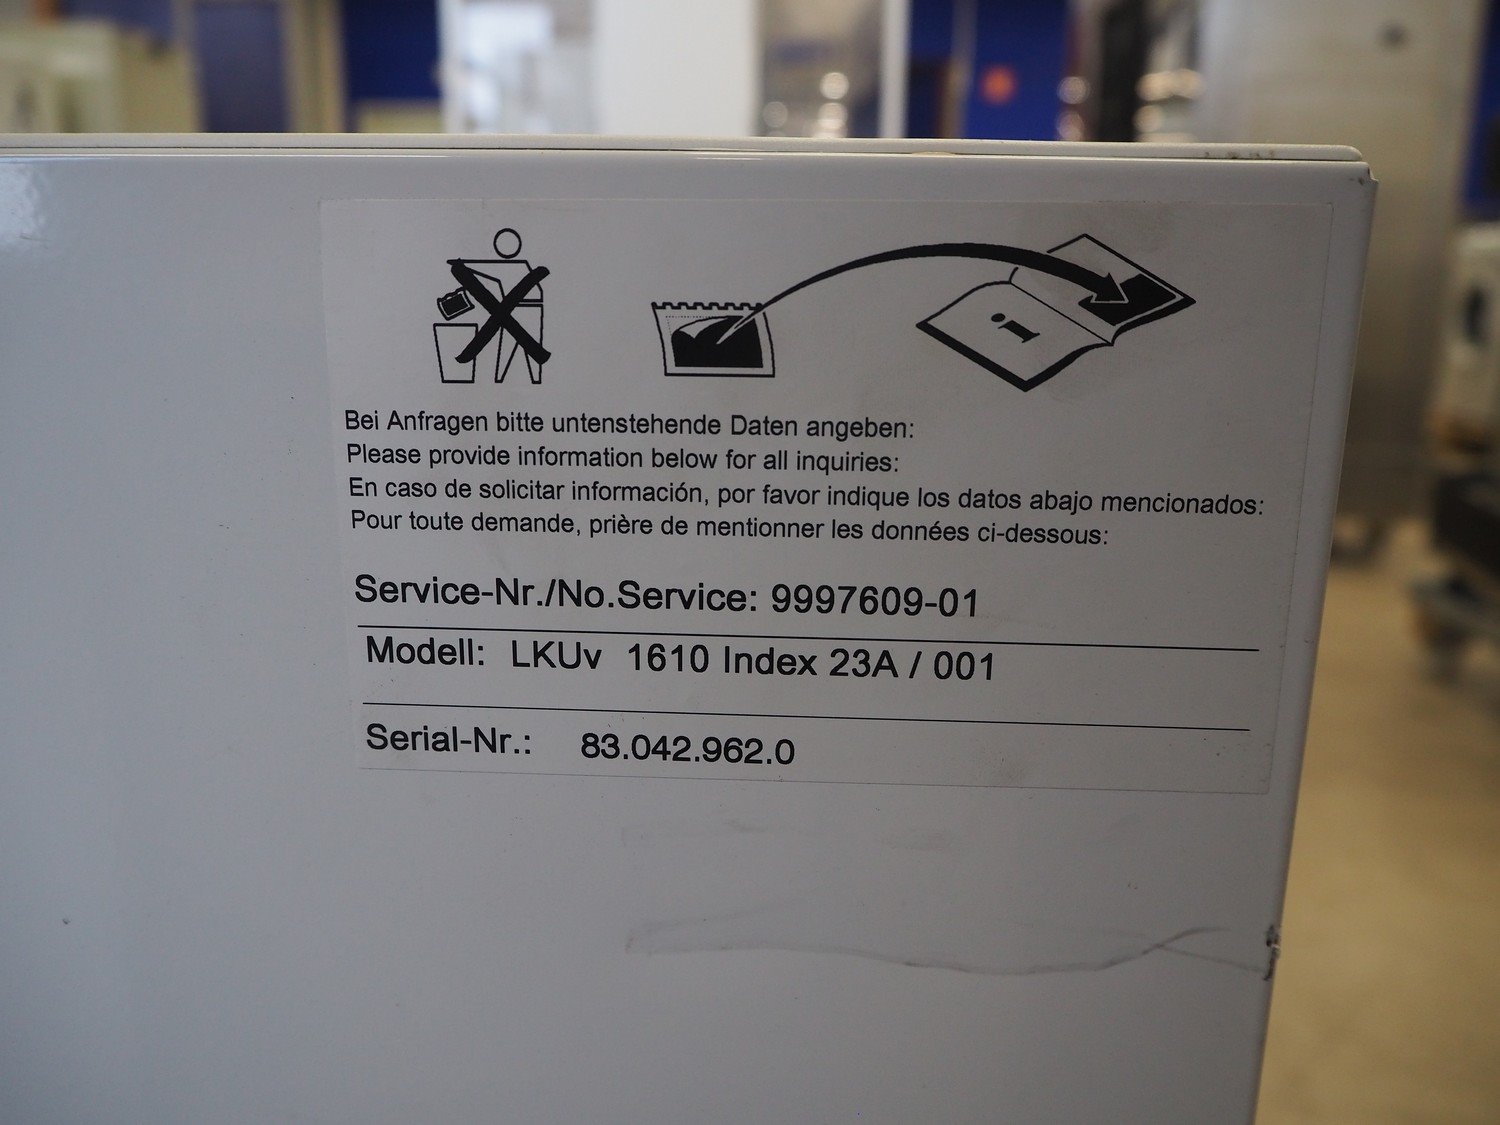 i
Bei Anfragen bitte untenstehende Daten angeben:
Please provide information below for all inquiries:
En caso de solicitar información, por favor indique los datos abajo mencionados:
Pour toute demande, prière de mentionner les données ci-dessous:
Service-Nr./No.Service: 9997609-01
Modell: LKUv 1610 Index 23A / 001
Serial-Nr.: 83.042.962.0